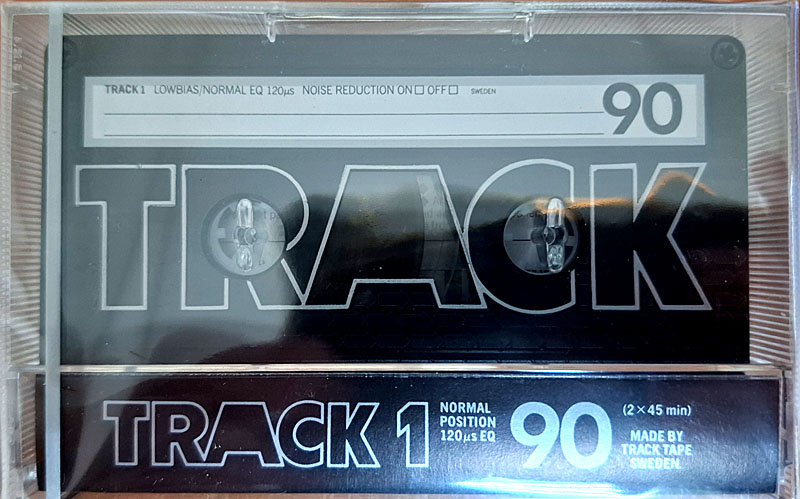 TRACK 1 LOWBIAS/NORMAL EQ 120µs NOISE REDUCTION ON☐ OFF☐ SWEDEN
90
TRACK
TRACK 1
NORMAL
POSITION
120µs EQ
90
(2 × 45 min)
MADE BY
TRACK TAPE
SWEDEN.